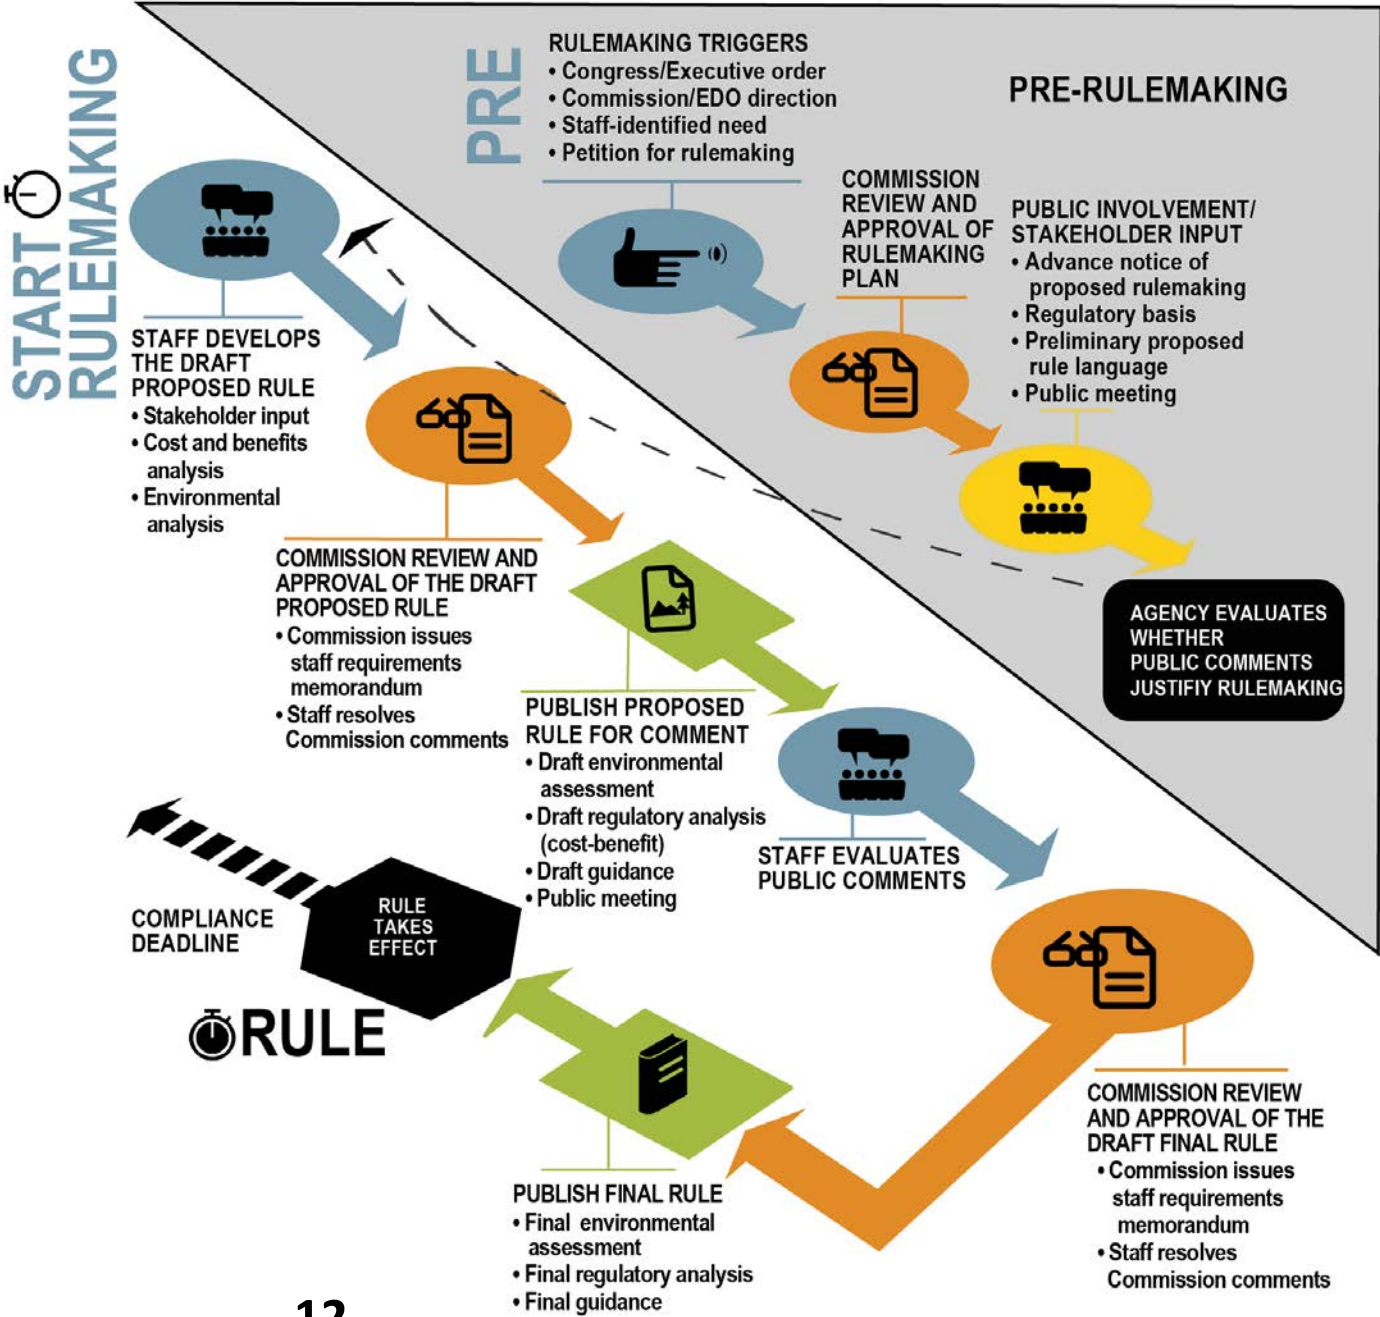 START
RULEMAKING
PRE
RULEMAKING TRIGGERS
• Congress/Executive order
• Commission/EDO direction
• Staff-identified need
• Petition for rulemaking
PRE-RULEMAKING
COMMISSION
REVIEW AND
APPROVAL OF
RULEMAKING
PLAN
PUBLIC INVOLVEMENT/
STAKEHOLDER INPUT
• Advance notice of
proposed rulemaking
• Regulatory basis
• Preliminary proposed
rule language
• Public meeting
AGENCY EVALUATES
WHETHER
PUBLIC COMMENTS
JUSTIFIY RULEMAKING
STAFF DEVELOPS
THE DRAFT
PROPOSED RULE
• Stakeholder input
• Cost and benefits
analysis
• Environmental
analysis
COMMISSION REVIEW AND
APPROVAL OF THE DRAFT
PROPOSED RULE
• Commission issues
staff requirements
memorandum
• Staff resolves
Commission comments
PUBLISH PROPOSED
RULE FOR COMMENT
• Draft environmental
assessment
• Draft regulatory analysis
(cost-benefit)
• Draft guidance
• Public meeting
STAFF EVALUATES
PUBLIC COMMENTS
COMMISSION REVIEW
AND APPROVAL OF THE
DRAFT FINAL RULE
• Commission issues
staff requirements
memorandum
• Staff resolves
Commission comments
PUBLISH FINAL RULE
• Final environmental
assessment
• Final regulatory analysis
• Final guidance
RULE
TAKES
EFFECT
COMPLIANCE
DEADLINE
RULE
12